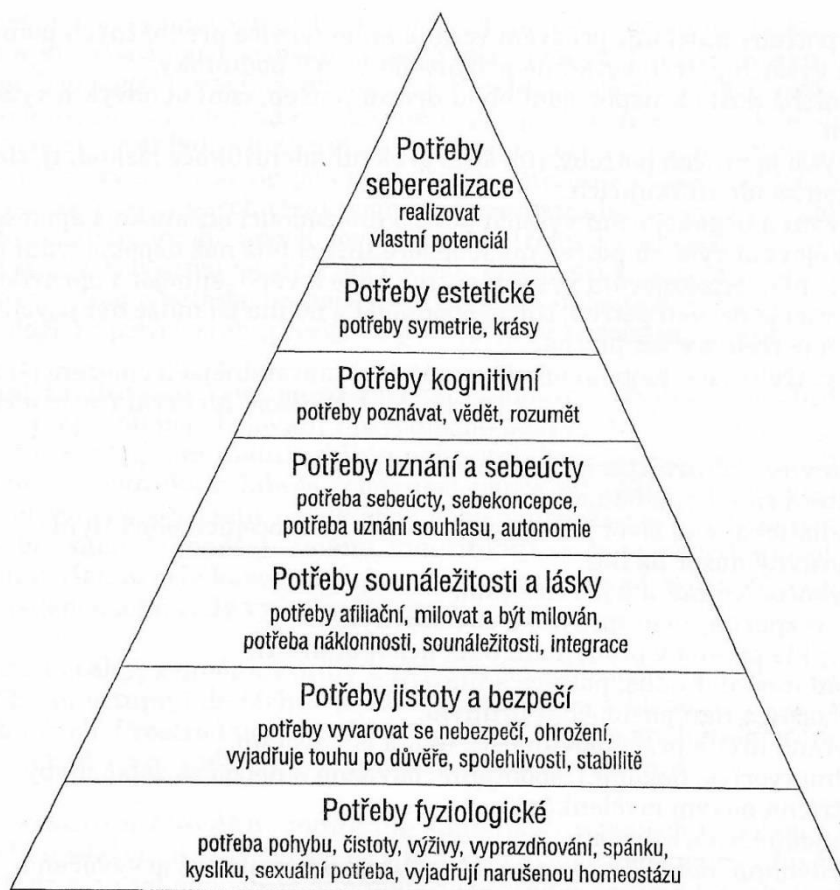 Potřeby
seberealizace
realizovat
vlastní potenciál
Potřeby estetické
potřeby symetrie, krásy
Potřeby kognitivní
potřeby poznávat, vědět, rozumět
Potřeby uznání a sebeúcty
potřeba sebeúcty, sebekoncepce,
potřeba uznání souhlasu, autonomie
Potřeby sounáležitosti a lásky
potřeby afiliační, milovat a být milován,
potřeba náklonnosti, sounáležitosti, integrace
Potřeby jistoty a bezpečí
potřeby vyvarovat se nebezpečí, ohrožení,
vyjadřuje touhu po důvěře, spolehlivosti, stabilitě
Potřeby fyziologické
potřeba pohybu, čistoty, výživy, vyprazdňování, spánku,
kyslíku, sexuální potřeba, vyjadřují narušenou homeostázu